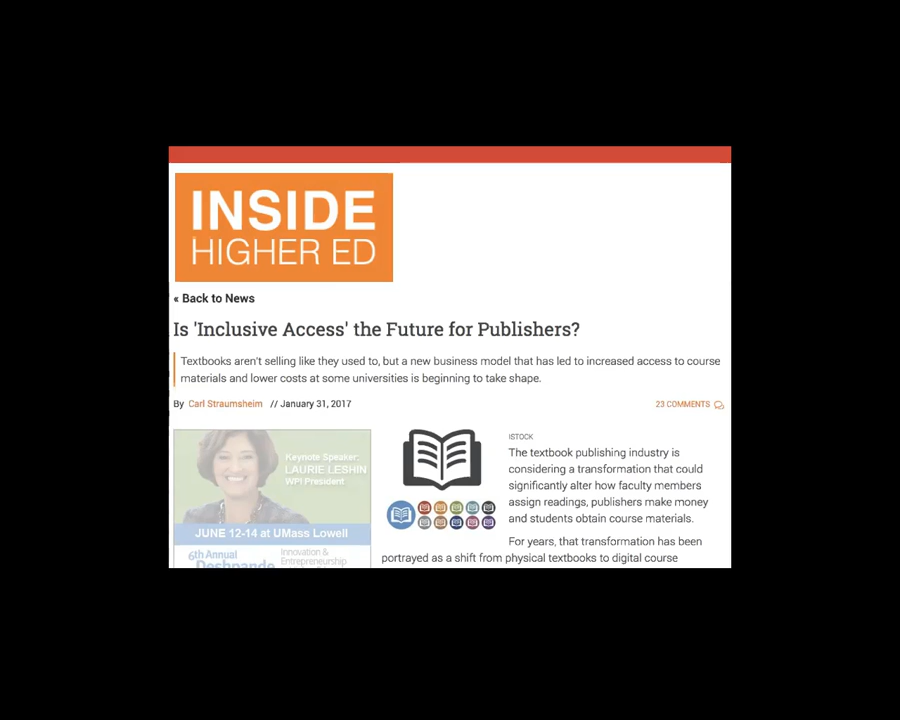 INSIDE
HIGHER ED
« Back to News
Is 'Inclusive Access' the Future for Publishers?
Textbooks aren't selling like they used to, but a new business model that has led to increased access to course
materials and lower costs at some universities is beginning to take shape.
By Carl Straumsheim // January 31, 2017
23 COMMENTS
Keynote Speaker:
LAURIE LESHIN
WPI President
JUNE 12-14 at UMass Lowell
6th Annual
Deshpande
Innovation &
Entrepreneurship
ISTOCK
The textbook publishing industry is
considering a transformation that could
significantly alter how faculty members
assign readings, publishers make money
and students obtain course materials.
For years, that transformation has been
portrayed as a shift from physical textbooks to digital course